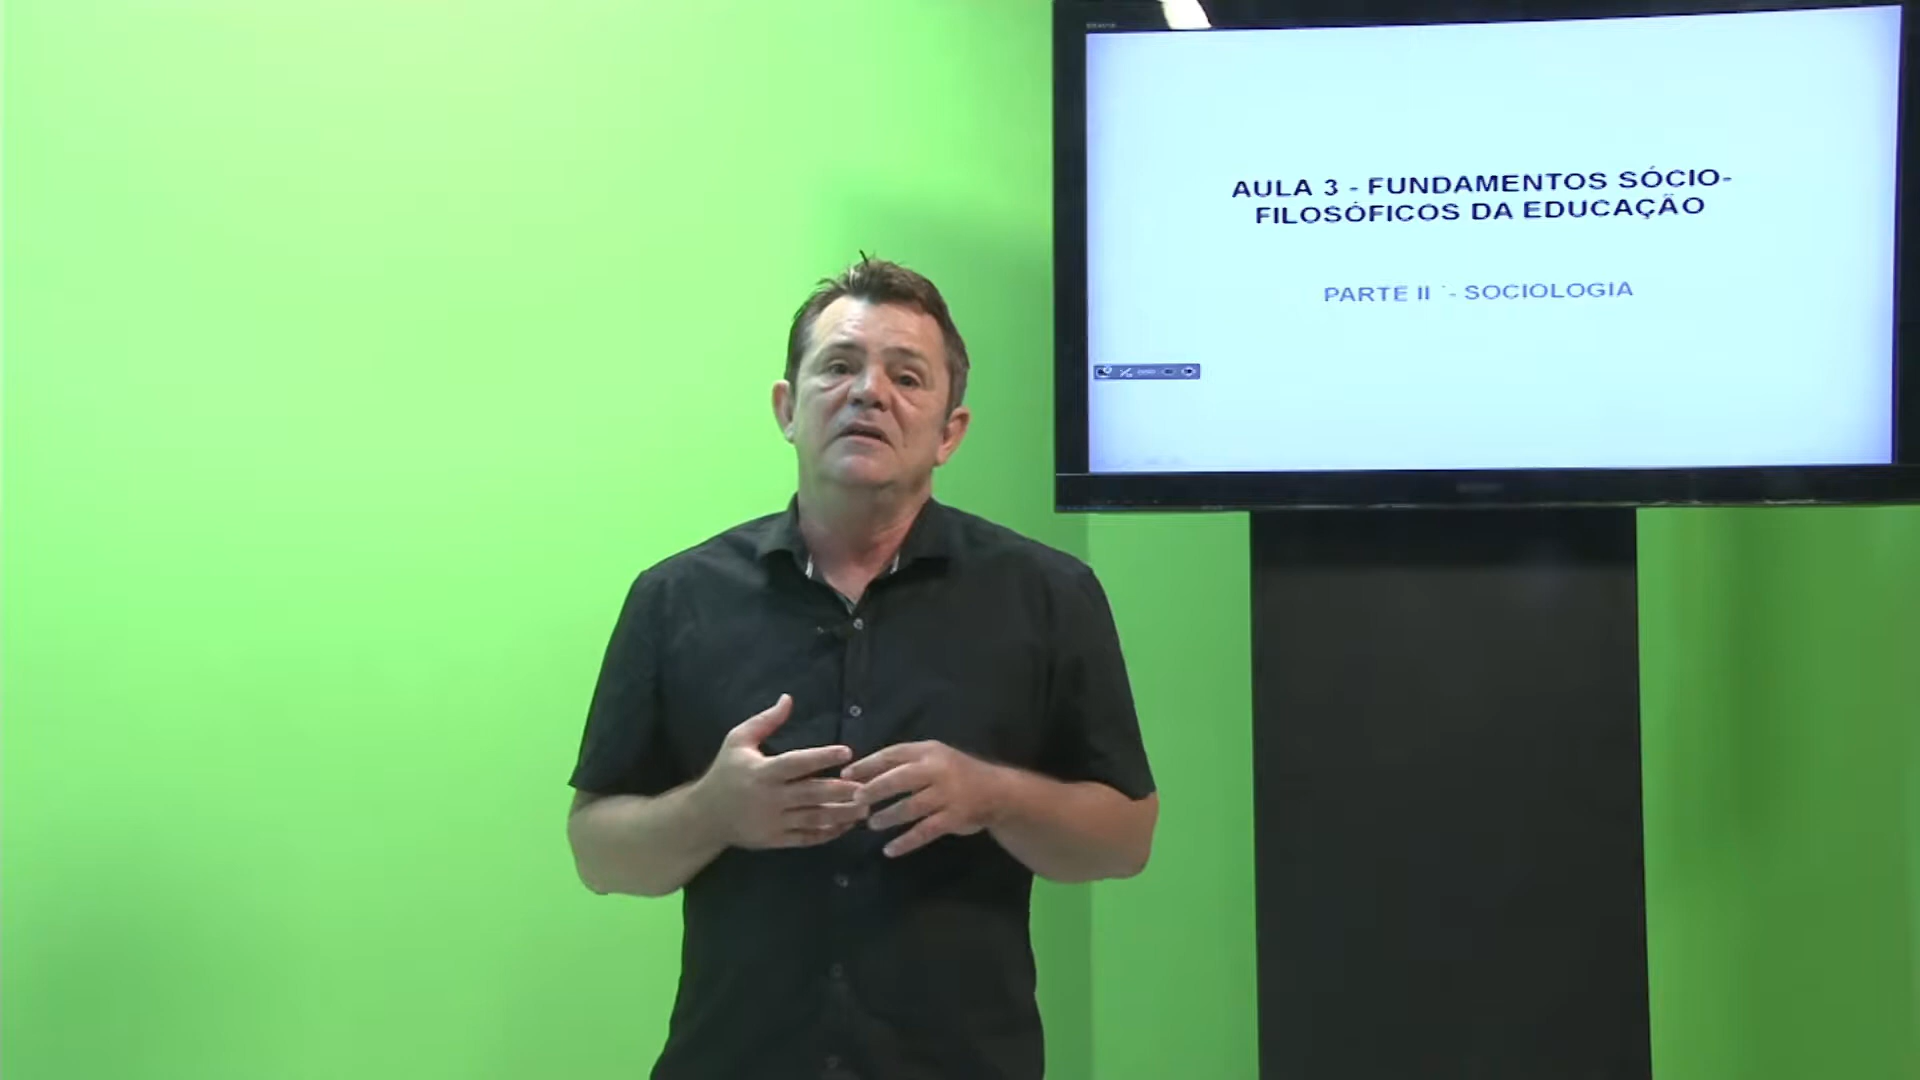 AULA 3 - FUNDAMENTOS SÓCIO-
FILOSÓFICOS DA EDUCAÇÃO
PARTE II - SOCIOLOGIA